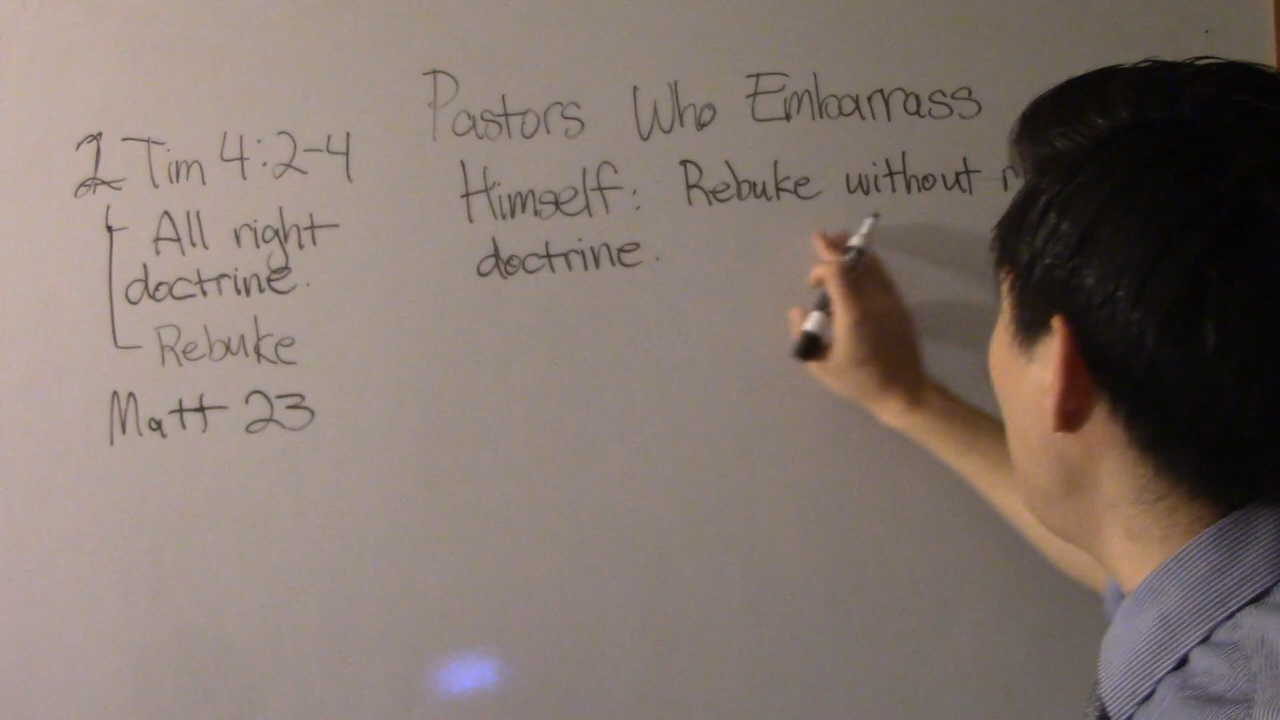 2 Tim 4:2-4
All right
doctrine.
Rebuke
Matt 23
Pastors Who Embarrass
Himself: Rebuke without
doctrine.